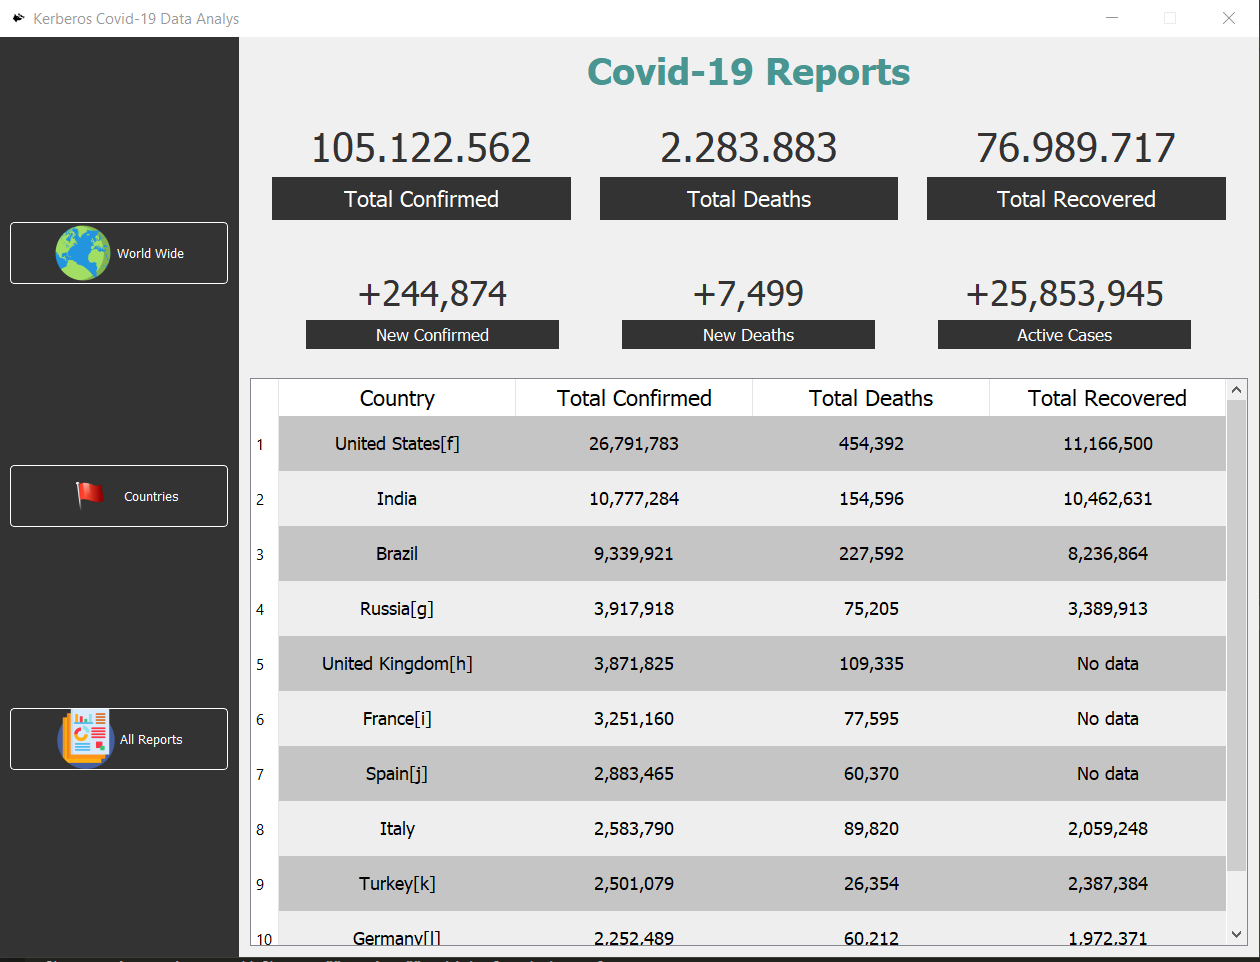 Kerberos Covid-19 Data Analys
Covid-19 Reports
105.122.562 2.283.883 76.989.717
Total Confirmed Total Deaths Total Recovered
World Wide
+244,874 +7,499 +25,853,945
New Confirmed New Deaths Active Cases
Country Total Confirmed Total Deaths Total Recovered
1 United States[f] 26,791,783 454,392 11,166,500
2 India 10,777,284 154,596 10,462,631
Countries
3 Brazil 9,339,921 227,592 8,236,864
4 Russia[g] 3,917,918 75,205 3,389,913
5 United Kingdom[h] 3,871,825 109,335 No data
6 France[i] 3,251,160 77,595 No data
All Reports
7 Spain[j] 2,883,465 60,370 No data
8 Italy 2,583,790 89,820 2,059,248
9 Turkey[k] 2,501,079 26,354 2,387,384
10 Germany[l] 2,252,489 60,212 1,972,371